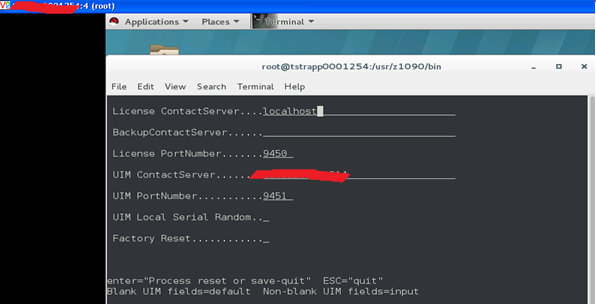 :4 (root)
Applications Places Terminal
root@tstrapp0001254:/usr/z1090/bin
File Edit View Search Terminal Help
License ContactServer....localhost
BackupContactServer......
License PortNumber.......9450
UIM ContactServer.......
UIM PortNumber...........9451
UIM Local Serial Random.._
Factory Reset............_
enter="Process reset or save-quit" ESC="quit"
Blank UIM fields=default Non-blank UIM fields=input